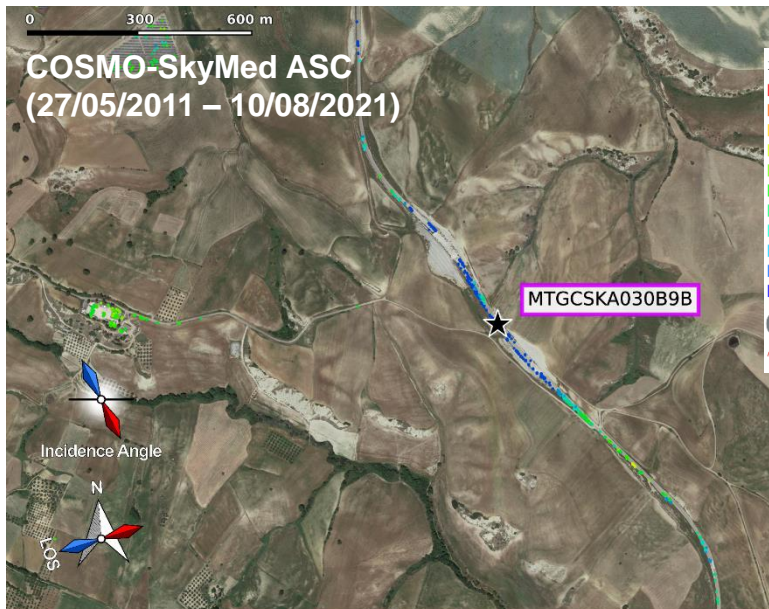 0 300 600 m
COSMO-SkyMed ASC
(27/05/2011 – 10/08/2021)
MTGCSKA030B9B
Incidence Angle
N
LOS